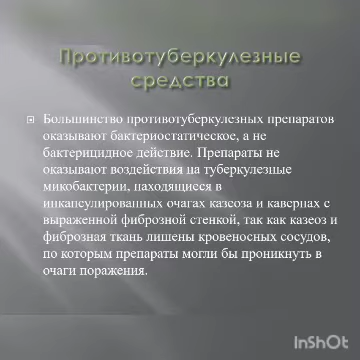 Противотуберкулезные
средства
Большинство противотуберкулезных препаратов
оказывают бактериостатическое, а не
бактерицидное действие. Препараты не
оказывают воздействия на туберкулезные
микобактерии, находящиеся в
инкапсулированных очагах казеоза и кавернах с
выраженной фиброзной стенкой, так как казеоз и
фиброзная ткань лишены кровеносных сосудов,
по которым препараты могли бы проникнуть в
очаги поражения.
InShOt